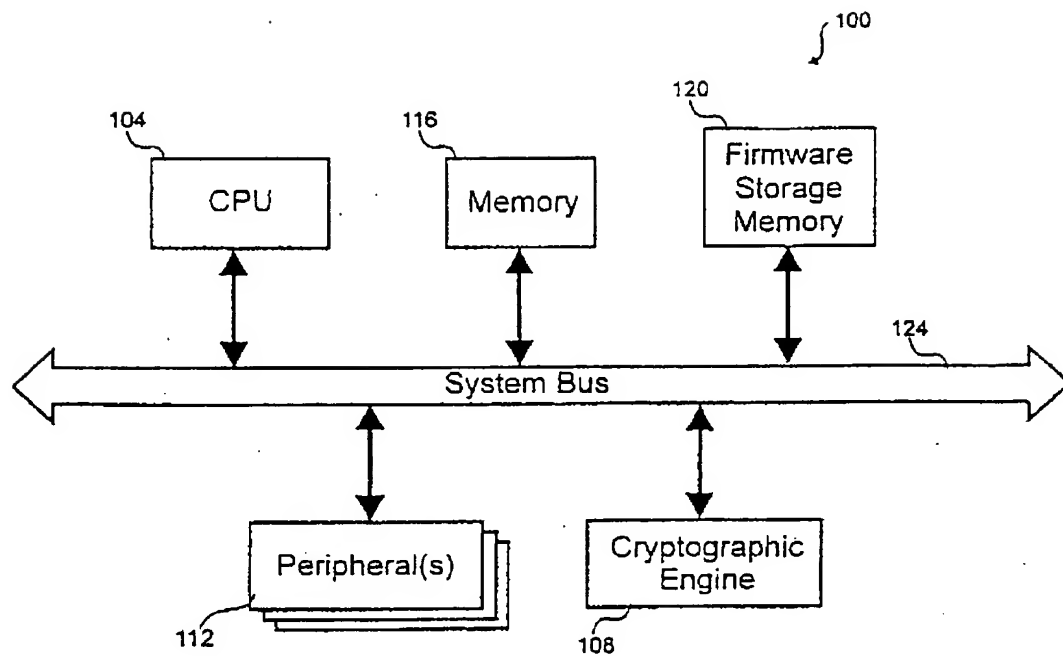 100
104
CPU
116
Memory
120
Firmware
Storage
Memory
124
System Bus
Peripheral(s)
112
Cryptographic
Engine
108